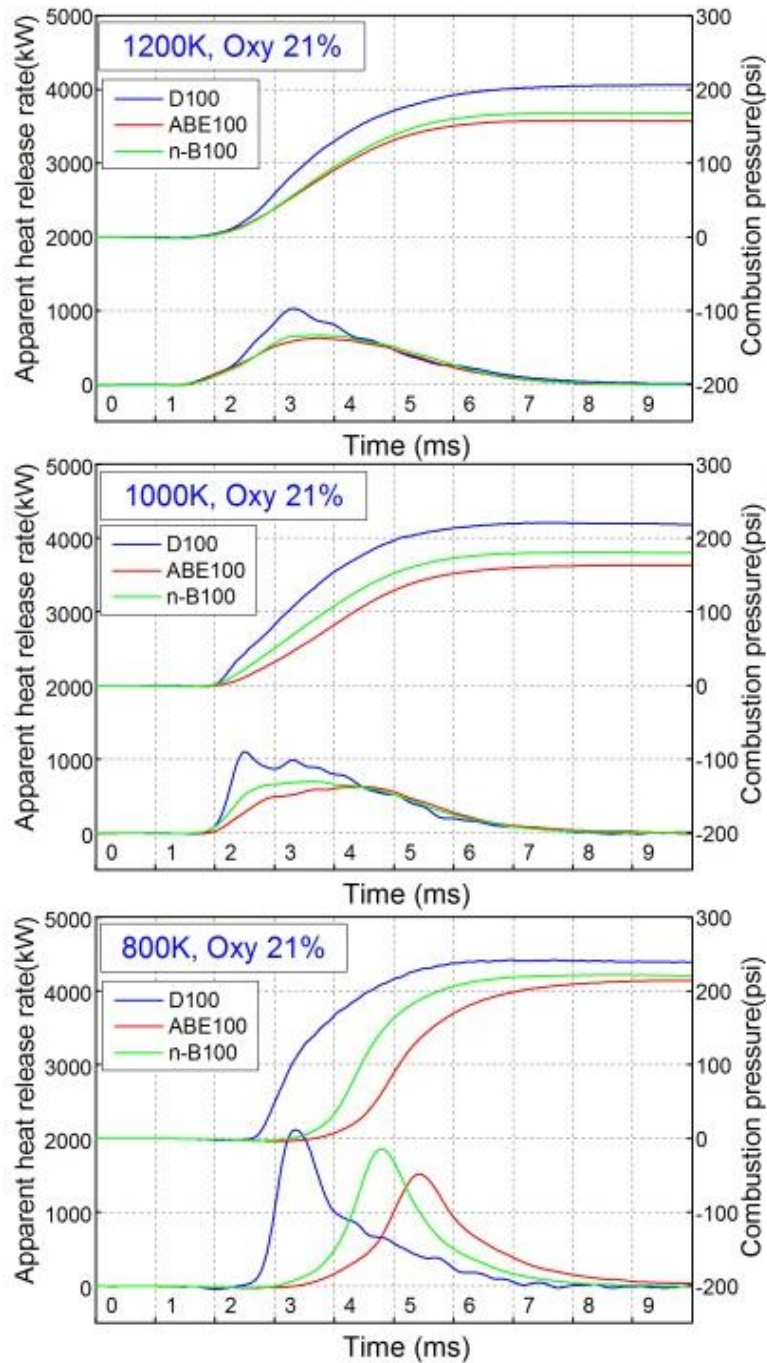 1200K, Oxy 21%
D100
ABE100
n-B100
Apparent heat release rate(kW)
5000
4000
3000
2000
1000
0
300
200
100
0
-100
-200
Combustion pressure(psi)
0 1 2 3 4 5 6 7 8 9
Time (ms)
1000K, Oxy 21%
D100
ABE100
n-B100
Apparent heat release rate(kW)
5000
4000
3000
2000
1000
0
300
200
100
0
-100
-200
Combustion pressure(psi)
0 1 2 3 4 5 6 7 8 9
Time (ms)
800K, Oxy 21%
D100
ABE100
n-B100
Apparent heat release rate(kW)
5000
4000
3000
2000
1000
0
300
200
100
0
-100
-200
Combustion pressure(psi)
0 1 2 3 4 5 6 7 8 9
Time (ms)